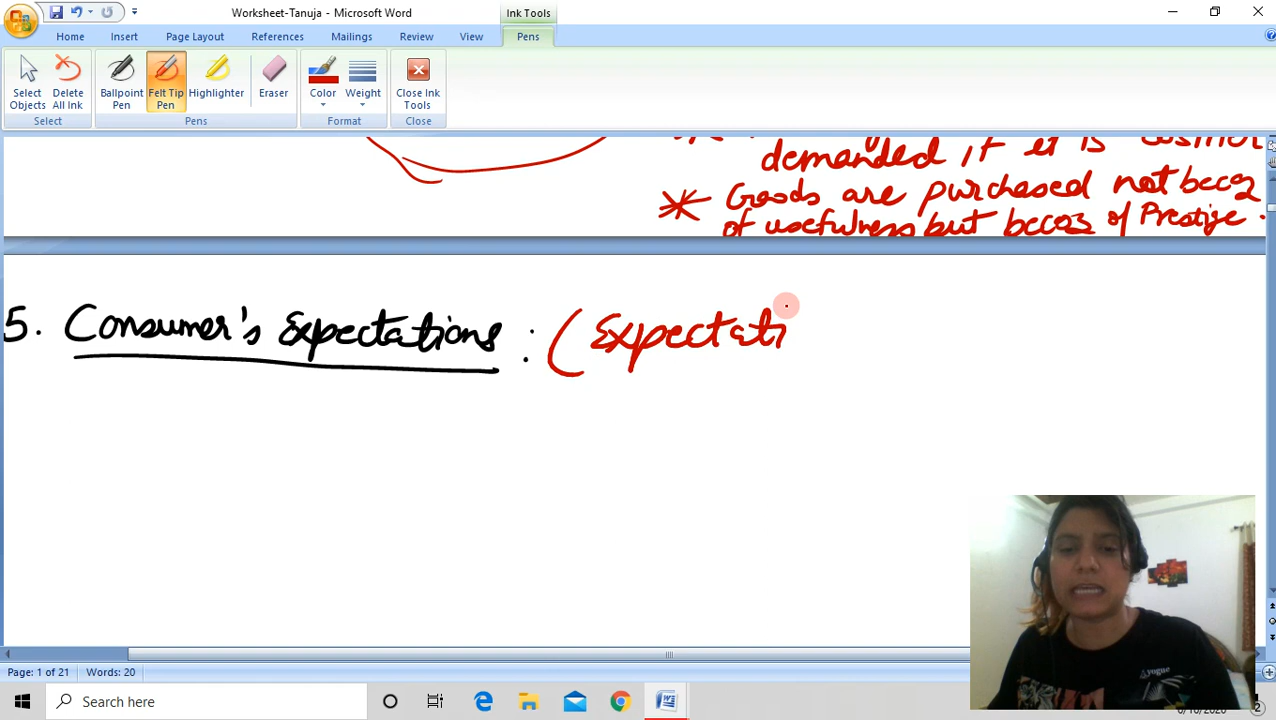 Worksheet-Tanuja - Microsoft Word
Ink Tools
Home Insert Page Layout References Mailings Review View Pens
Select Objects
Delete All Ink
Ballpoint Pen
Felt Tip Pen
Highlighter
Eraser
Color
Weight
Close Ink Tools
Select Pens Format Close
demanded if it is
* Goods are purchased not becoz
of usefulness but becoz of Prestige.
5. Consumer's Expectations : ( Expectati
yogue
Page: 1 of 21 Words: 20
Search here
2